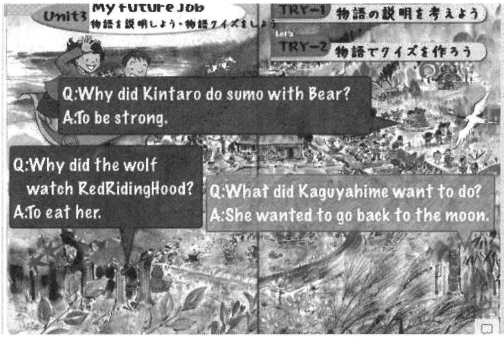 Unit3
My Future Job
物語を説明しよう・物語クイズをしよう
TRY-1 物語の説明を考えよう
Let's
TRY-2 物語でクイズを作ろう
Q:Why did Kintaro do sumo with Bear?
A:To be strong.
Q:Why did the wolf
watch RedRidingHood?
A:To eat her.
Q:What did Kaguyahime want to do?
A:She wanted to go back to the moon.